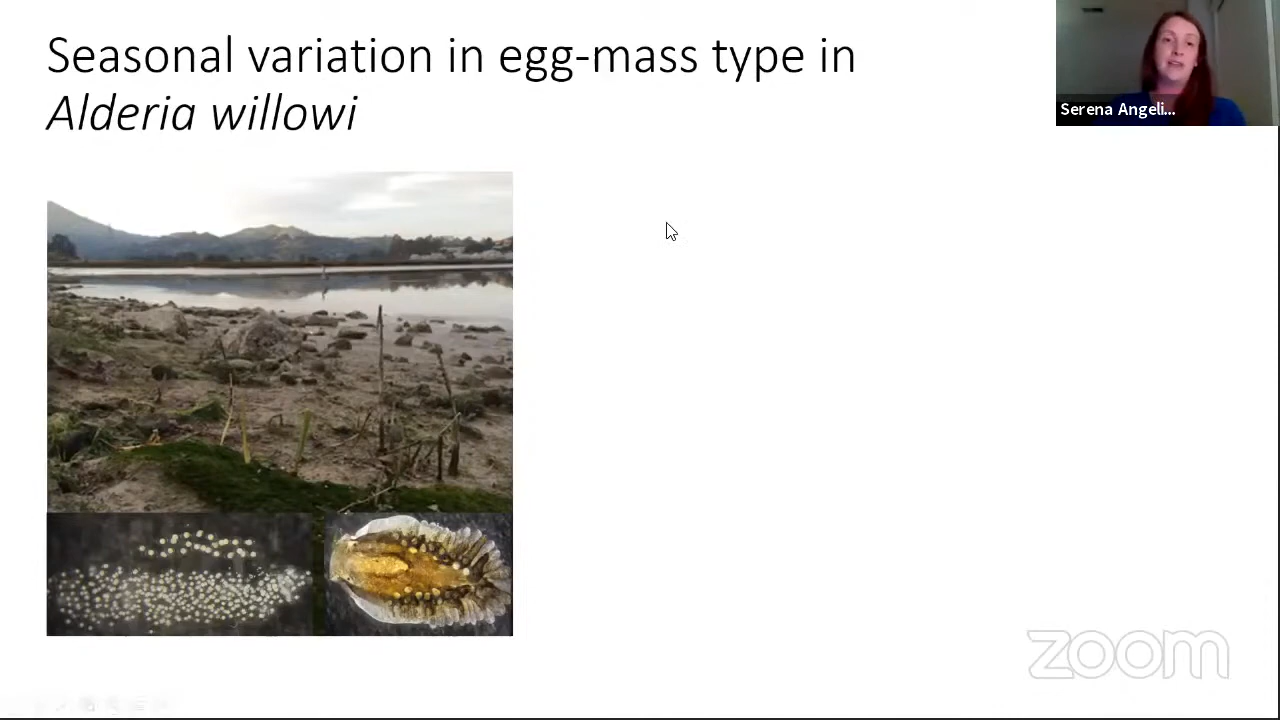 Seasonal variation in egg-mass type in
Alderia willowi
Serena Angeli...
zoom